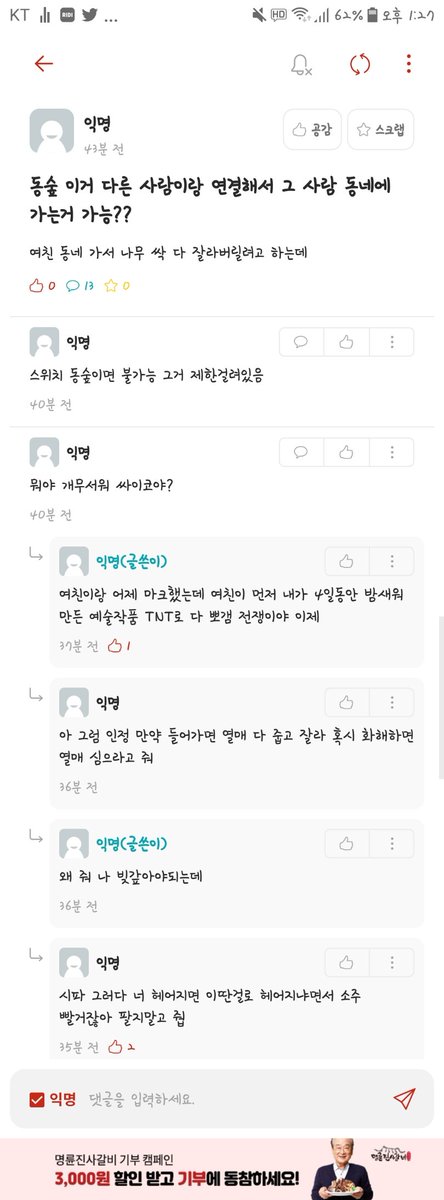 KT RIDI ... HD 62% 오후 1:27
익명
43분 전
공감 스크랩
동숲 이거 다른 사람이랑 연결해서 그 사람 동네에
가는거 가능??
여친 동네 가서 나무 싹 다 잘라버릴려고 하는데
0 13 0
익명
스위치 동숲이면 불가능 그거 제한걸려있음
40분 전
익명
뭐야 개무서워 싸이코야?
40분 전
익명(글쓴이)
여친이랑 어제 마크했는데 여친이 먼저 내가 4일동안 밤새워
만든 예술작품 TNT로 다 뽀갬 전쟁이야 이제
37분 전 1
익명
아 그럼 인정 만약 들어가면 열매 다 줍고 잘라 혹시 화해하면
열매 심으라고 줘
36분 전
익명(글쓴이)
왜 줘 나 빚갚아야되는데
36분 전
익명
시파 그러다 너 헤어지면 이딴걸로 헤어지냐면서 소주
빨거잖아 팔지말고 줩
35분 전 2
익명 댓글을 입력하세요.
명륜진사갈비 기부 캠페인
3,000원 할인 받고 기부에 동참하세요!
명륜진사갈비